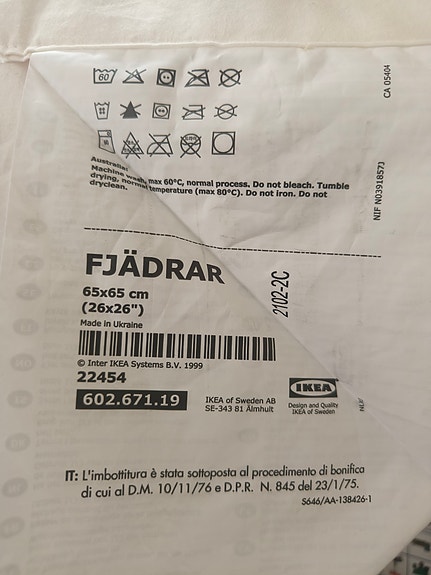 60
CA 05404
Australia:
Machine wash, max 60°C, normal process. Do not bleach. Tumble
drying, normal temperature (max 80°C). Do not iron. Do not
dryclean.
NIF N0391857J
FJÄDRAR
65x65 cm
(26x26")
Made in Ukraine
2102-2C
© Inter IKEA Systems B.V. 1999
22454
602.671.19
IKEA of Sweden AB
SE-343 81 Älmhult
IKEA
Design and Quality
IKEA of Sweden
IT: L'imbottitura è stata sottoposta al procedimento di bonifica
di cui al D.M. 10/11/76 e D.P.R. N. 845 del 23/1/75.
S646/AA-138426-1